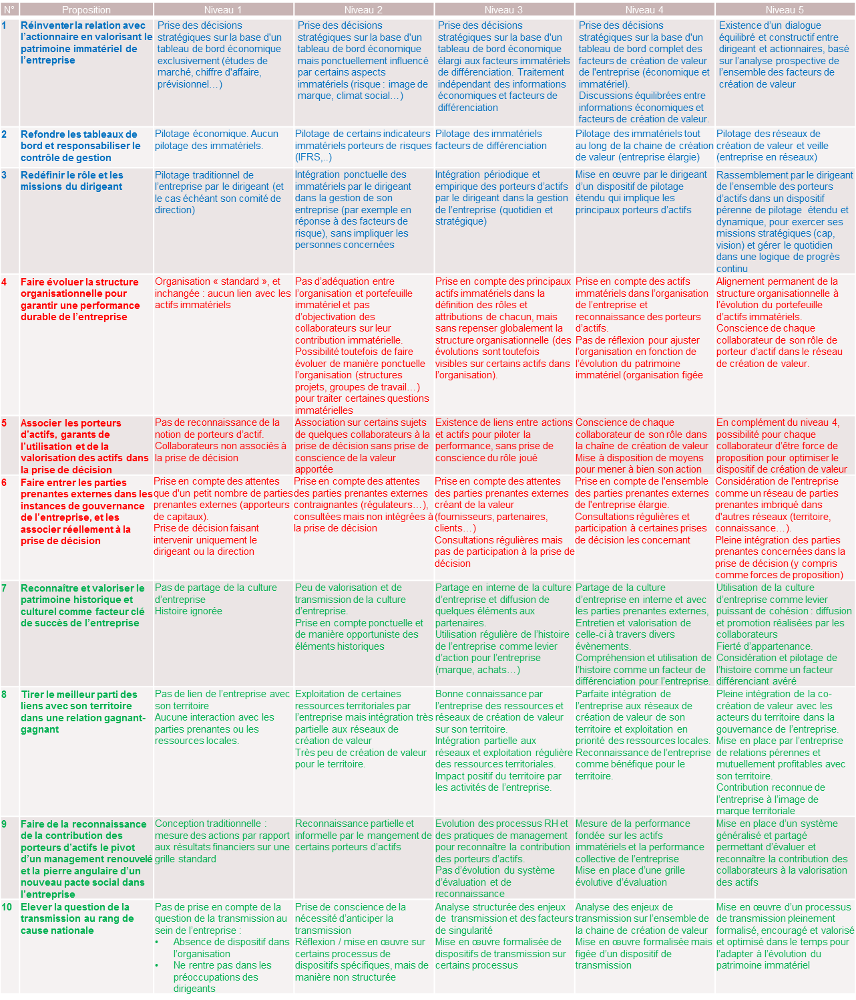 N° Proposition Niveau 1 Niveau 2 Niveau 3 Niveau 4 Niveau 5
1
Réinventer la relation avec
l’actionnaire en valorisant le
patrimoine immatériel de
l’entreprise
Prise des décisions
stratégiques sur la base d'un
tableau de bord économique
exclusivement (études de
marché, chiffre d'affaire,
prévisionnel…)
Prise des décisions
stratégiques sur la base d'un
tableau de bord économique
mais ponctuellement influencé
par certains aspects
immatériels (risque : image de
marque, climat social…)
Prise des décisions
stratégiques sur la base d'un
tableau de bord économique
élargi aux facteurs immatériels
de différenciation. Traitement
indépendant des informations
économiques et facteurs de
différenciation
Prise des décisions
stratégiques sur la base d'un
tableau de bord complet des
facteurs de création de valeur
de l'entreprise (économique et
immatériel).
Discussions équilibrées entre
informations économiques et
facteurs de création de valeur.
Existence d’un dialogue
équilibré et constructif entre
dirigeant et actionnaires, basé
sur l’analyse prospective de
l’ensemble des facteurs de
création de valeur
2
Refondre les tableaux de
bord et responsabiliser le
contrôle de gestion
Pilotage économique. Aucun
pilotage des immatériels.
Pilotage de certains indicateurs
immatériels porteurs de risques
(IFRS,..)
Pilotage des immatériels
facteurs de différenciation
Pilotage des immatériels tout
au long de la chaine de création
de valeur (entreprise élargie)
Pilotage des réseaux de
création de valeur et veille
(entreprise en réseaux)
3
Redéfinir le rôle et les
missions du dirigeant
Pilotage traditionnel de
l’entreprise par le dirigeant (et
le cas échéant son comité de
direction)
Intégration ponctuelle des
immatériels par le dirigeant
dans la gestion de son
entreprise (par exemple en
réponse à des facteurs de
risque), sans impliquer les
personnes concernées
Intégration périodique et
empirique des porteurs d’actifs
par le dirigeant dans la gestion
de l’entreprise (quotidien et
stratégique)
Mise en œuvre par le dirigeant
d’un dispositif de pilotage
étendu qui implique les
principaux porteurs d’actifs
Rassemblement par le dirigeant
de l’ensemble des porteurs
d’actifs dans un dispositif
pérenne de pilotage étendu et
dynamique, pour exercer ses
missions stratégiques (cap,
vision) et gérer le quotidien
dans une logique de progrès
continu
4
Faire évoluer la structure
organisationnelle pour
garantir une performance
durable de l’entreprise
Organisation « standard », et
inchangée : aucun lien avec les
actifs immatériels
Pas d’adéquation entre
l’organisation et portefeuille
immatériel et pas
d’objectivation des
collaborateurs sur leur
contribution immatérielle.
Possibilité toutefois de faire
évoluer de manière ponctuelle
l’organisation (structures
projets, groupes de travail…)
pour traiter certaines questions
immatérielles
Prise en compte des principaux
actifs immatériels dans la
définition des rôles et
attributions de chacun, mais
sans repenser globalement la
structure organisationnelle (des
évolutions sont toutefois
visibles sur certains actifs dans
l’organisation).
Prise en compte des actifs
immatériels dans l’organisation
de l’entreprise et
reconnaissance des porteurs
d’actifs.
Pas de réflexion pour ajuster
l’organisation en fonction de
l’évolution du patrimoine
immatériel (organisation figée
Alignement permanent de la
structure organisationnelle à
l’évolution du portefeuille
d’actifs immatériels.
Conscience de chaque
collaborateur de son rôle de
porteur d’actif dans le réseau
de création de valeur.
5
Associer les porteurs
d’actifs, garants de
l’utilisation et de la
valorisation des actifs dans
la prise de décision
Pas de reconnaissance de la
notion de porteurs d’actif.
Collaborateurs non associés à
la prise de décision
Association sur certains sujets
de quelques collaborateurs à la
prise de décision sans prise de
conscience de la valeur
apportée
Existence de liens entre actions
et actifs pour piloter la
performance, sans prise de
conscience du rôle joué
Conscience de chaque
collaborateur de son rôle dans
la chaîne de création de valeur
Mise à disposition de moyens
pour mener à bien son action
En complément du niveau 4,
possibilité pour chaque
collaborateur d’être force de
proposition pour optimiser le
dispositif de création de valeur
6
Faire entrer les parties
prenantes externes dans les
instances de gouvernance
de l’entreprise, et les
associer réellement à la
prise de décision
Prise en compte des attentes
que d'un petit nombre de parties
prenantes externes (apporteurs
de capitaux).
Prise de décision faisant
intervenir uniquement le
dirigeant ou la direction
Prise en compte des attentes
des parties prenantes externes
contraignantes (régulateurs…),
consultées mais non intégrées à
la prise de décision
Prise en compte des attentes
des parties prenantes externes
créant de la valeur
(fournisseurs, partenaires,
clients…)
Consultations régulières mais
pas de participation à la prise de
décision
Prise en compte de l'ensemble
des parties prenantes externes
de l'entreprise élargie.
Consultations régulières et
participation à certaines prises
de décision les concernant
Considération de l'entreprise
comme un réseau de parties
prenantes imbriqué dans
d'autres réseaux (territoire,
connaissance…).
Pleine intégration des parties
prenantes concernées dans la
prise de décision (y compris
comme forces de proposition)
7
Reconnaître et valoriser le
patrimoine historique et
culturel comme facteur clé
de succès de l’entreprise
Pas de partage de la culture
d’entreprise
Histoire ignorée
Peu de valorisation et de
transmission de la culture
d’entreprise.
Prise en compte ponctuelle et
de manière opportuniste des
éléments historiques
Partage en interne de la culture
d’entreprise et diffusion de
quelques éléments aux
partenaires.
Utilisation régulière de l’histoire
de l’entreprise comme levier
d’action pour l’entreprise
(marque, achats…)
Partage de la culture
d’entreprise en interne et avec
les parties prenantes externes,
Entretien et valorisation de
celle-ci à travers divers
évènements.
Compréhension et utilisation de
l’histoire comme un facteur de
différenciation pour l’entreprise.
Utilisation de la culture
d’entreprise comme levier
puissant de cohésion : diffusion
et promotion réalisées par les
collaborateurs
Fierté d’appartenance.
Considération et pilotage de
l’histoire comme un facteur
différenciant avéré
8
Tirer le meilleur parti des
liens avec son territoire
dans une relation gagnant-
gagnant
Pas de lien de l’entreprise avec
son territoire
Aucune interaction avec les
parties prenantes ou les
ressources locales.
Exploitation de certaines
ressources territoriales par
l’entreprise mais intégration très
partielle aux réseaux de
création de valeur
Très peu de création de valeur
pour le territoire.
Bonne connaissance par
l’entreprise des ressources et
réseaux de création de valeur
sur son territoire.
Intégration partielle aux
réseaux et exploitation régulière
des ressources territoriales.
Impact positif du territoire par
les activités de l’entreprise.
Parfaite intégration de
l’entreprise aux réseaux de
création de valeur de son
territoire et exploitation en
priorité des ressources locales.
Reconnaissance de l’entreprise
comme bénéfique pour le
territoire.
Pleine intégration de la co-
création de valeur avec les
acteurs du territoire dans la
gouvernance de l’entreprise.
Mise en place par l’entreprise
de relations pérennes et
mutuellement profitables avec
son territoire.
Contribution reconnue de
l’entreprise à l’image de
marque territoriale
9
Faire de la reconnaissance
de la contribution des
porteurs d’actifs le pivot
d’un management renouvelé
et la pierre angulaire d’un
nouveau pacte social dans
l’entreprise
Conception traditionnelle :
mesure des actions par rapport
aux résultats financiers sur une
grille standard
Reconnaissance partielle et
informelle par le mangement de
certains porteurs d’actifs
Evolution des processus RH et
des pratiques de management
pour reconnaître la contribution
des porteurs d’actifs.
Pas d’évolution du système
d’évaluation et de
reconnaissance
Mesure de la performance
fondée sur les actifs
immatériels et la performance
collective de l’entreprise
Mise en place d’une grille
évolutive d’évaluation
Mise en place d’un système
généralisé et partagé
permettant d’évaluer et
reconnaître la contribution des
collaborateurs à la valorisation
des actifs
10
Elever la question de la
transmission au rang de
cause nationale
Pas de prise en compte de la
question de la transmission au
sein de l’entreprise :
• Absence de dispositif dans
l’organisation
• Ne rentre pas dans les
préoccupations des
dirigeants
Prise de conscience de la
nécessité d’anticiper la
transmission
Réflexion / mise en œuvre sur
certains processus de
dispositifs spécifiques, mais de
manière non structurée
Analyse structurée des enjeux
de transmission et des facteurs
de singularité
Mise en œuvre formalisée de
dispositifs de transmission sur
certains processus
Analyse des enjeux de
transmission sur l’ensemble de
la chaine de création de valeur
Mise en œuvre formalisée mais
figée d’un dispositif de
transmission
Mise en œuvre d’un processus
de transmission pleinement
formalisé, encouragé et valorisé
et optimisé dans le temps pour
l’adapter à l’évolution du
patrimoine immatériel